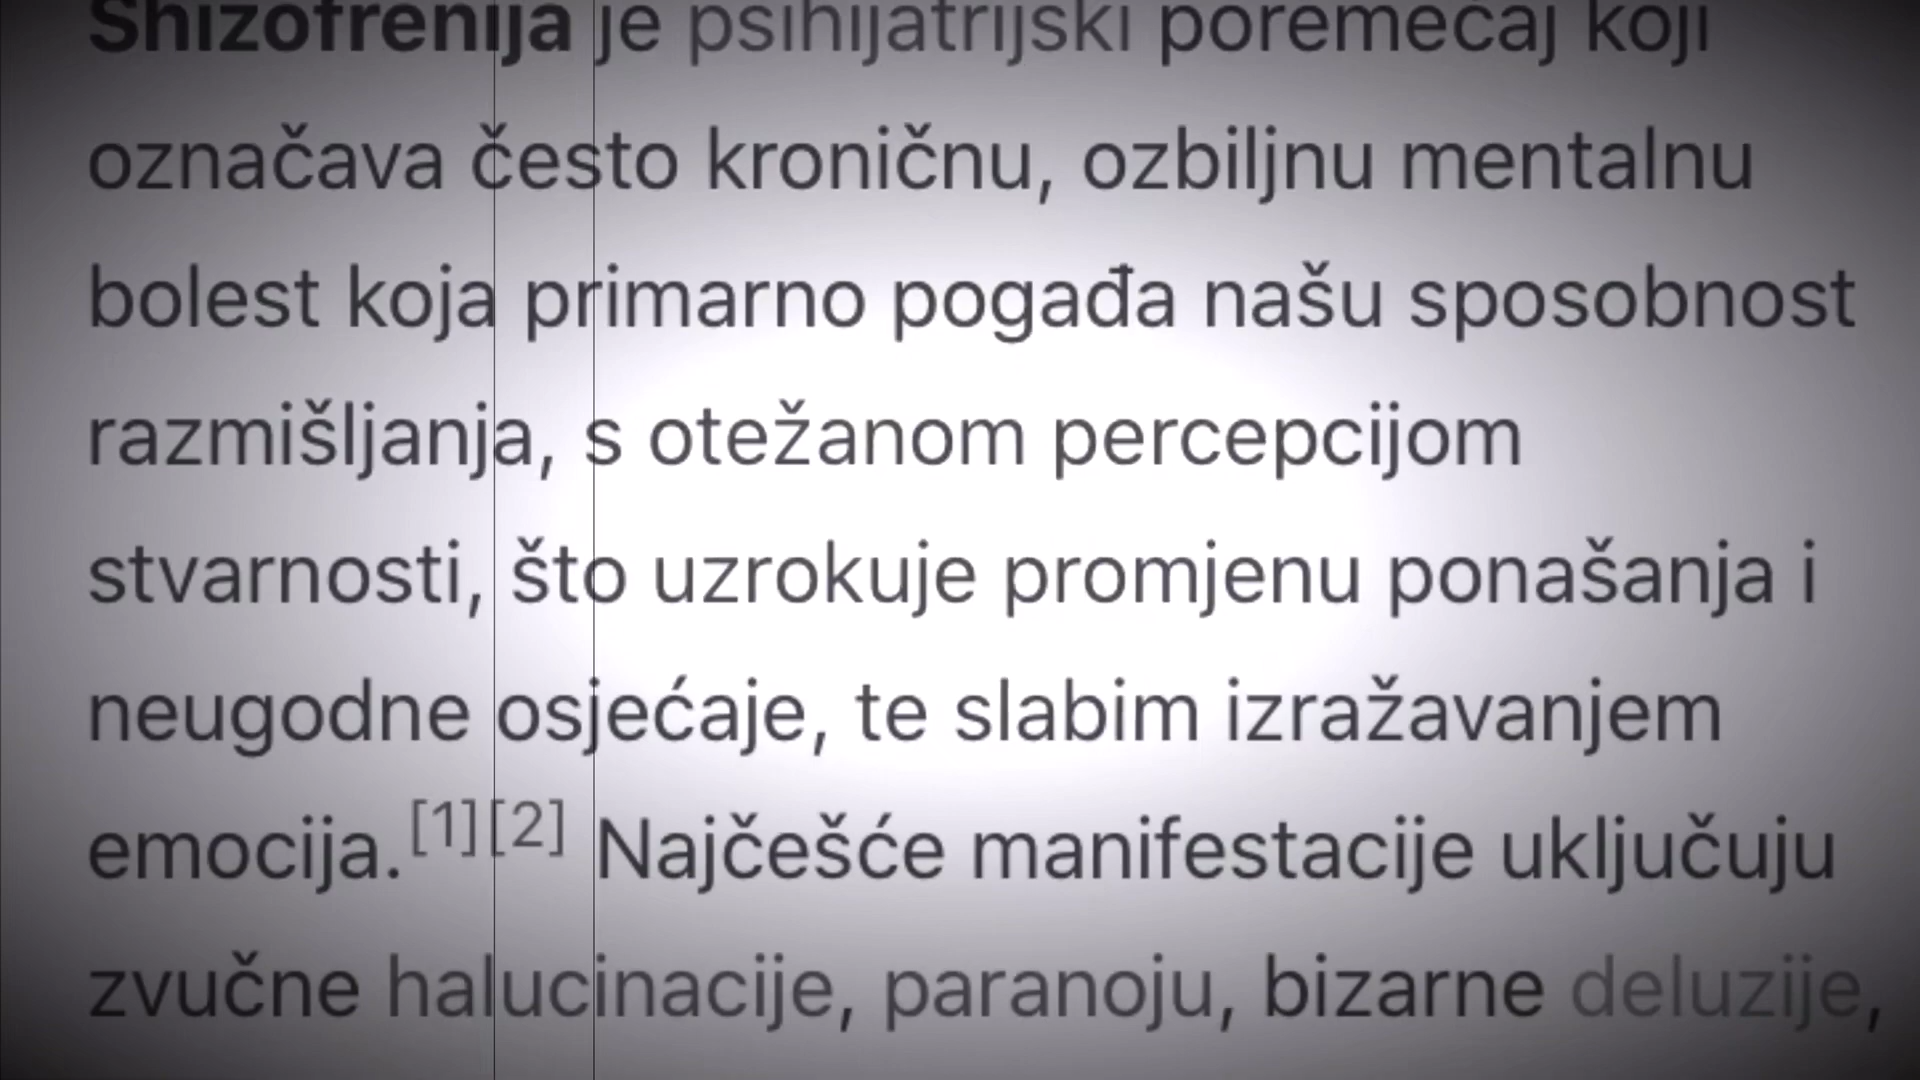 Shizofrenija je psihijatrijski poremećaj koji
označava često kroničnu, ozbiljnu mentalnu
bolest koja primarno pogađa našu sposobnost
razmišljanja, s otežanom percepcijom
stvarnosti, što uzrokuje promjenu ponašanja i
neugodne osjećaje, te slabim izražavanjem
emocija.[1][2] Najčešće manifestacije uključuju
zvučne halucinacije, paranoju, bizarne deluzije,